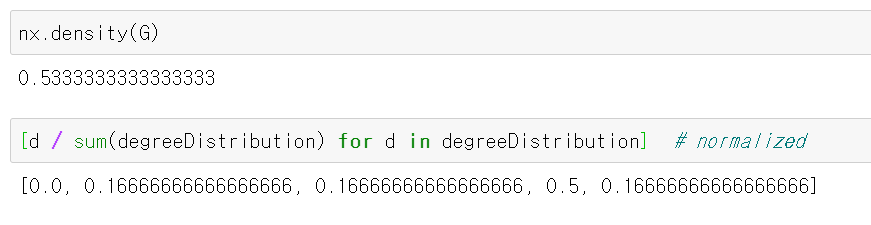 nx.density(G)
0.5333333333333333
[d / sum(degreeDistribution) for d in degreeDistribution]  # normalized
[0.0, 0.16666666666666666, 0.16666666666666666, 0.5, 0.16666666666666666]